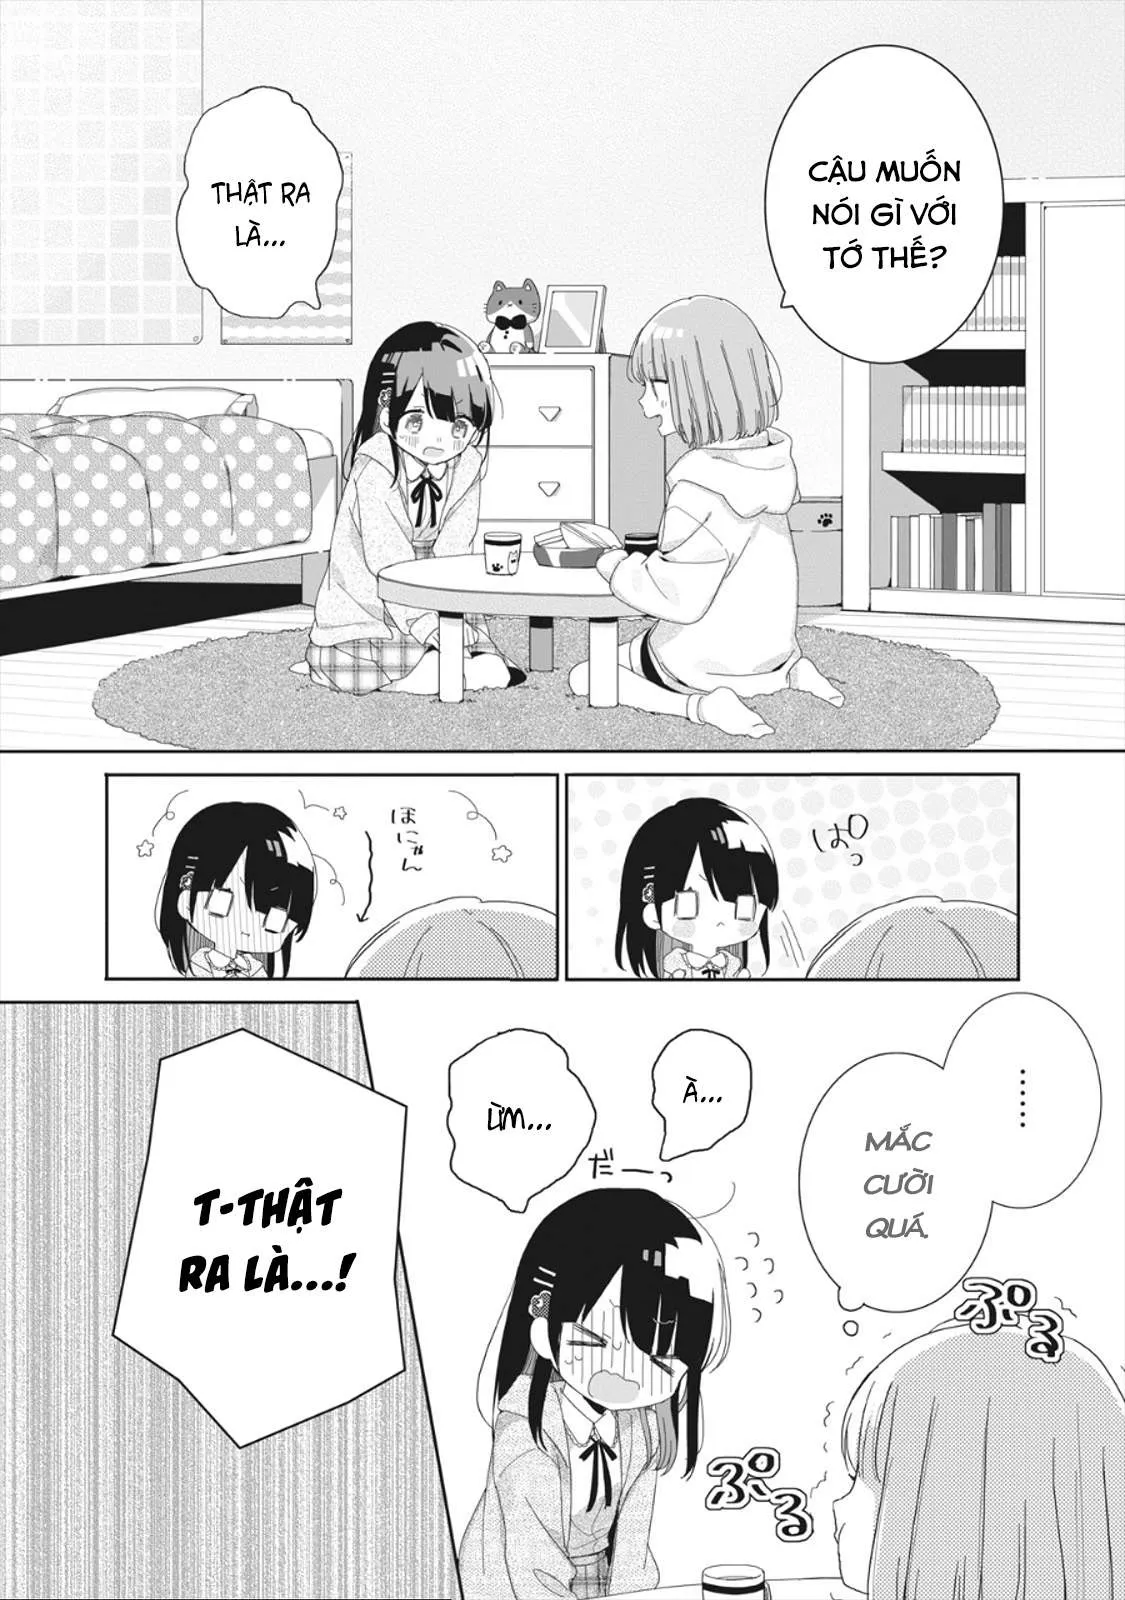 CẬU MUỐN
NÓI GÌ VỚI
TỚ THẾ?
THẬT RA
LÀ...
ぱっ
ほにゃん
......
MẮC
CƯỜI
QUÁ.
À...
ỪM...
だーっ
ぷる
ぷる
T-THẬT
RA LÀ...!